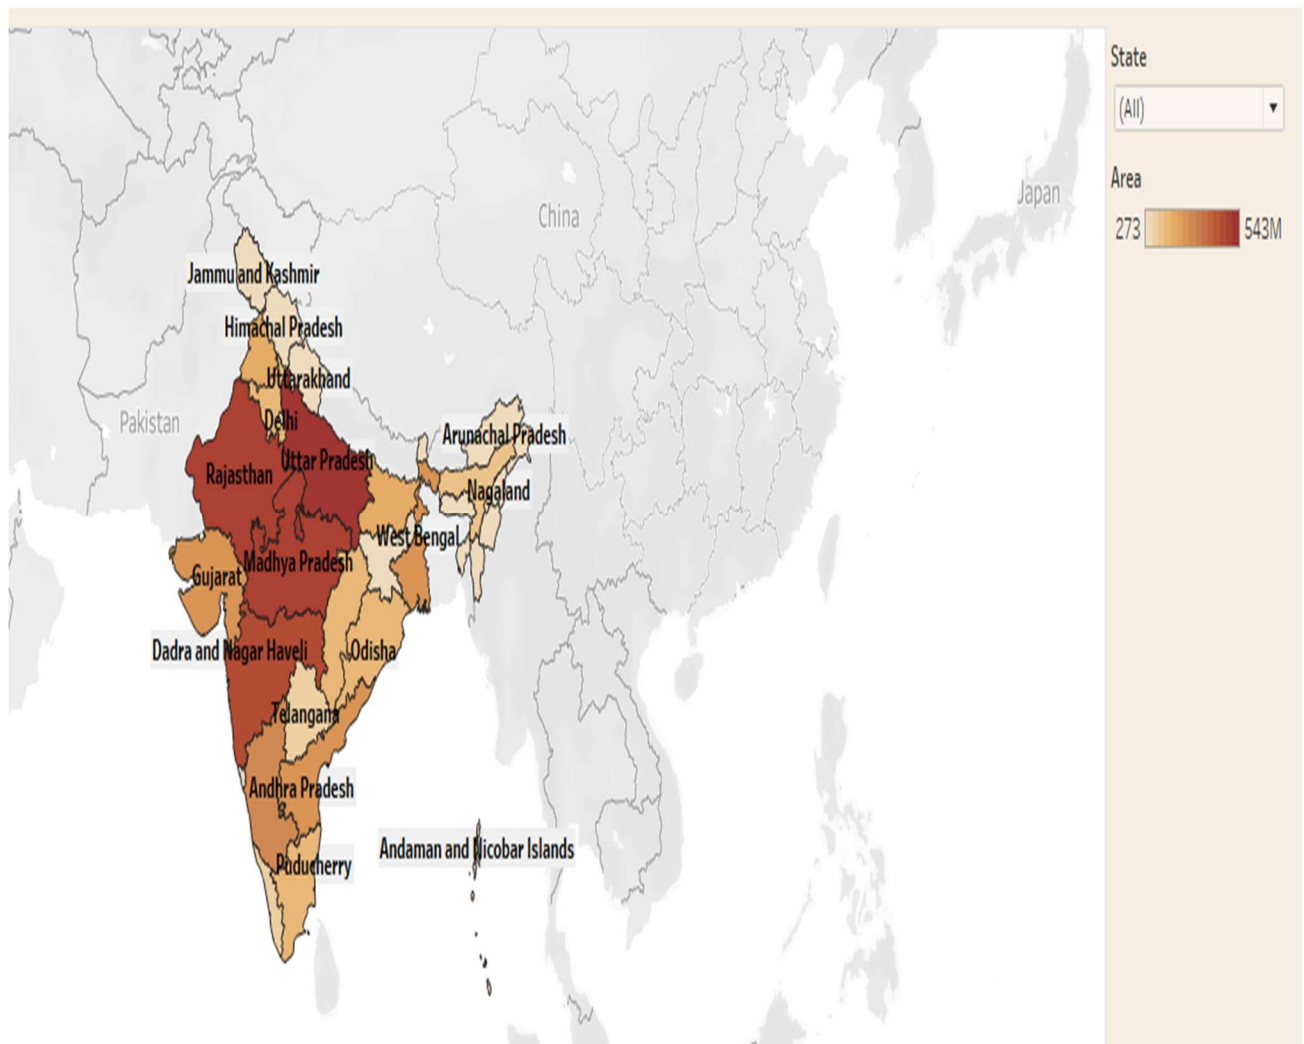 State
(All)
Area
273
543M
China
Japan
Pakistan
Jammu and Kashmir
Himachal Pradesh
Uttarakhand
Delhi
Uttar Pradesh
Rajasthan
Arunachal Pradesh
Nagaland
West Bengal
Madhya Pradesh
Gujarat
Dadra and Nagar Haveli
Odisha
Telangana
Andhra Pradesh
Andaman and Nicobar Islands
Puducherry